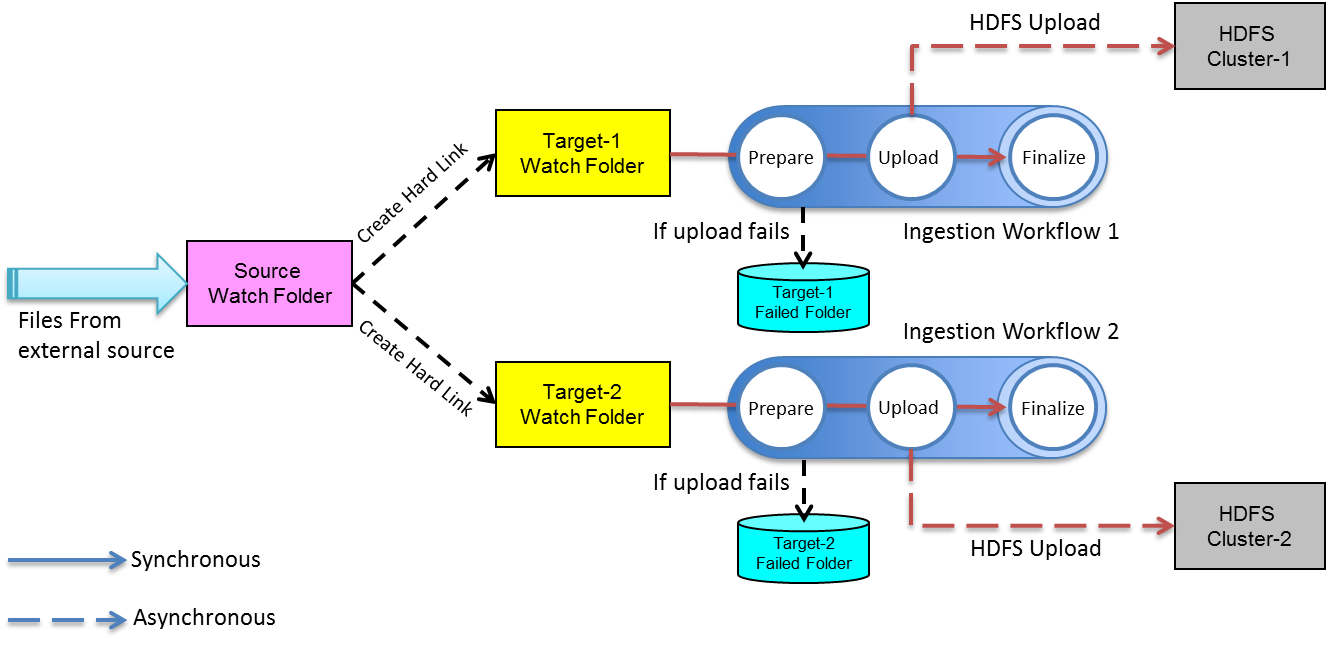 HDFS Upload
HDFS
Cluster-1
Target-1
Watch Folder
Prepare
Upload
Finalize
Create Hard Link
If upload fails
Ingestion Workflow 1
Source
Watch Folder
Target-1
Failed Folder
Files From
external source
Create Hard Link
Ingestion Workflow 2
Target-2
Watch Folder
Prepare
Upload
Finalize
If upload fails
HDFS
Cluster-2
HDFS Upload
Target-2
Failed Folder
Synchronous
Asynchronous